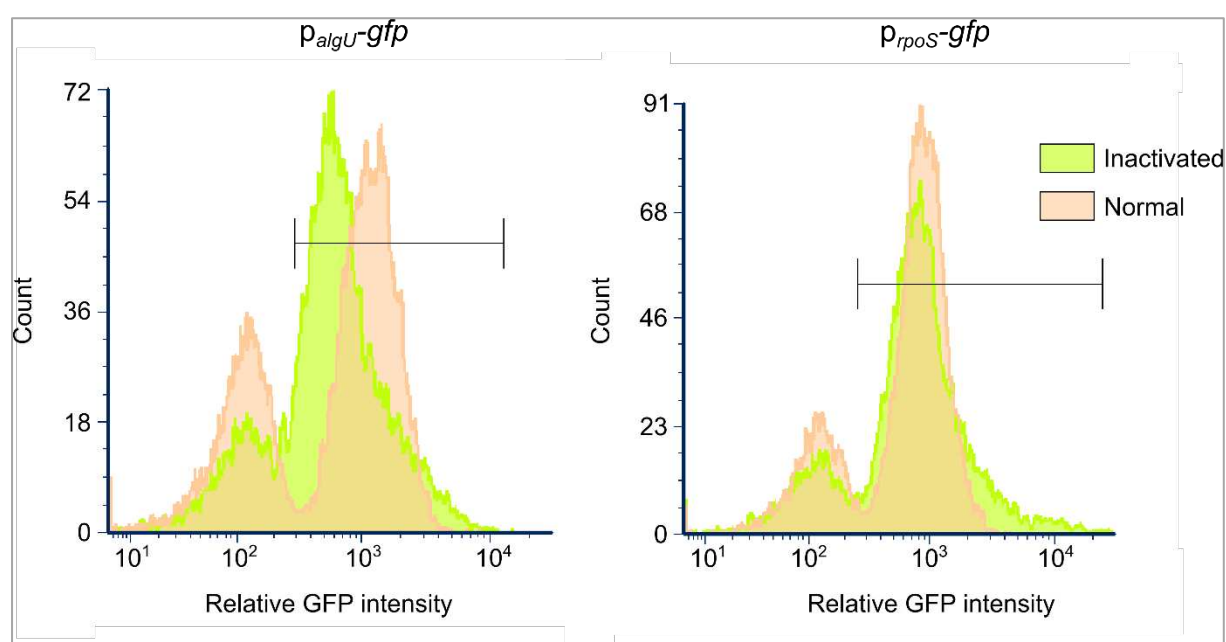 palgU-gfp
72
54
36
18
0
Count
10¹ 10² 10³ 10⁴
Relative GFP intensity
prpoS-gfp
91
68
46
23
0
Count
10¹ 10² 10³ 10⁴
Relative GFP intensity
Inactivated
Normal